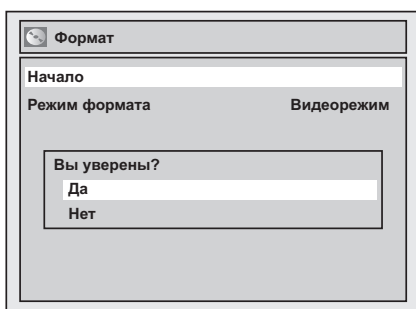 Формат
Начало
Режим формата Видеорежим
Вы уверены?
Да
Нет